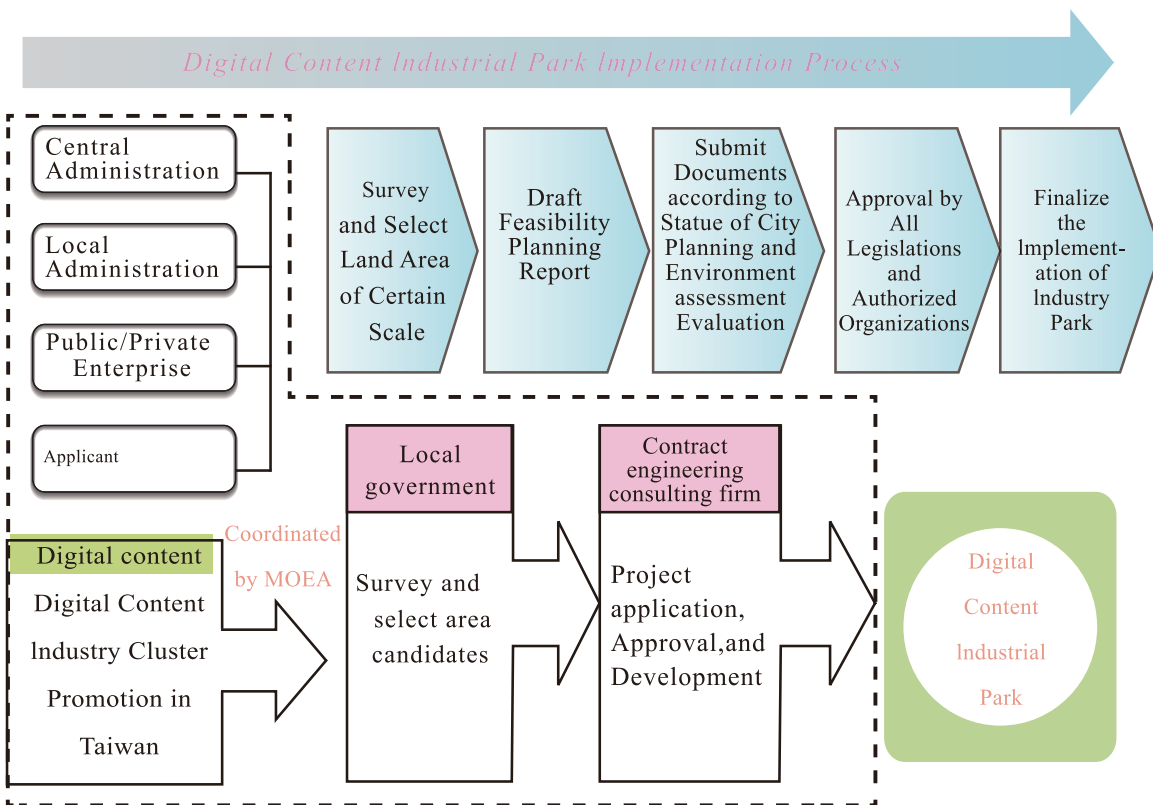 Digital Content lndustrial Park lmplementation Process
Central
Administration
Local
Administration
Public/Private
Enterprise
Applicant
Survey
and Select
Land Area
of Certain
Scale
Draft
Feasibility
Planning
Report
Submit
Documents
according to
Statue of City
Planning and
Environment
assessment
Evaluation
Approval by
All
Legislations
and
Authorized
Organizations
Finalize
the
lmplement-
ation of
lndustry
Park
Digital content
Digital Content
lndustry Cluster
Promotion in
Taiwan
Coordinated
by MOEA
Local
government
Survey and
select area
candidates
Contract
engineering
consulting firm
Project
application,
Approval,and
Development
Digital
Content
lndustrial
Park